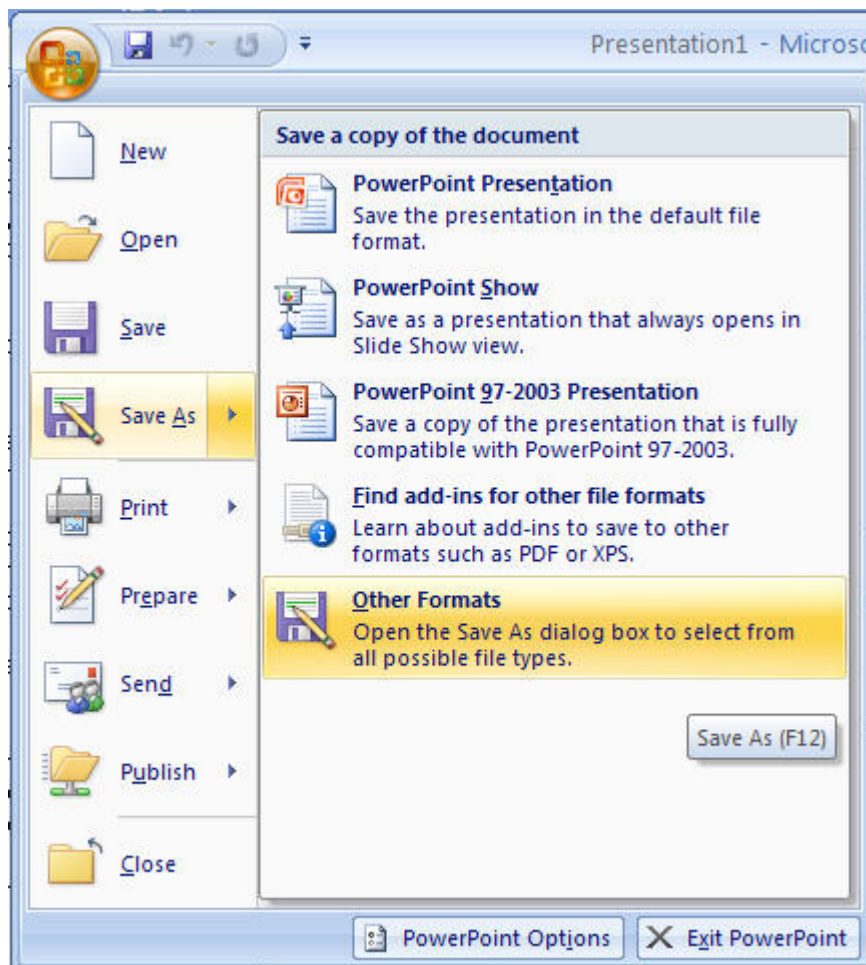 Presentation1 - Microso
New
Open
Save
Save As
Print
Prepare
Send
Publish
Close
Save a copy of the document
PowerPoint Presentation
Save the presentation in the default file
format.
PowerPoint Show
Save as a presentation that always opens in
Slide Show view.
PowerPoint 97-2003 Presentation
Save a copy of the presentation that is fully
compatible with PowerPoint 97-2003.
Find add-ins for other file formats
Learn about add-ins to save to other
formats such as PDF or XPS.
Other Formats
Open the Save As dialog box to select from
all possible file types.
Save As (F12)
PowerPoint Options
Exit PowerPoint